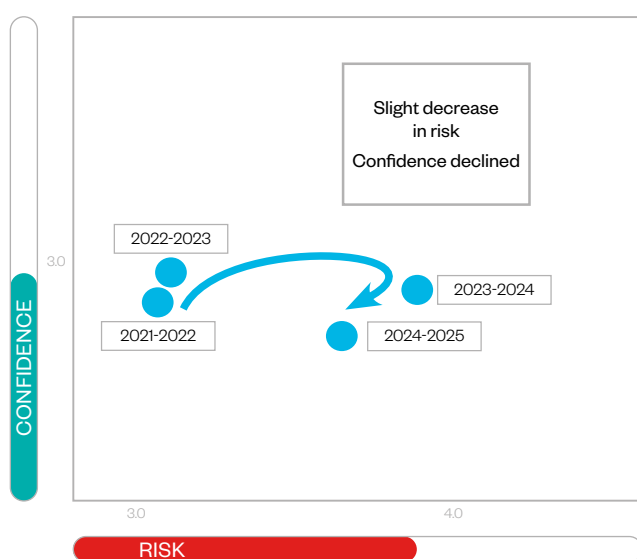 Slight decrease
in risk
Confidence declined
2022-2023
3.0
2023-2024
2021-2022
2024-2025
CONFIDENCE
3.0
4.0
RISK